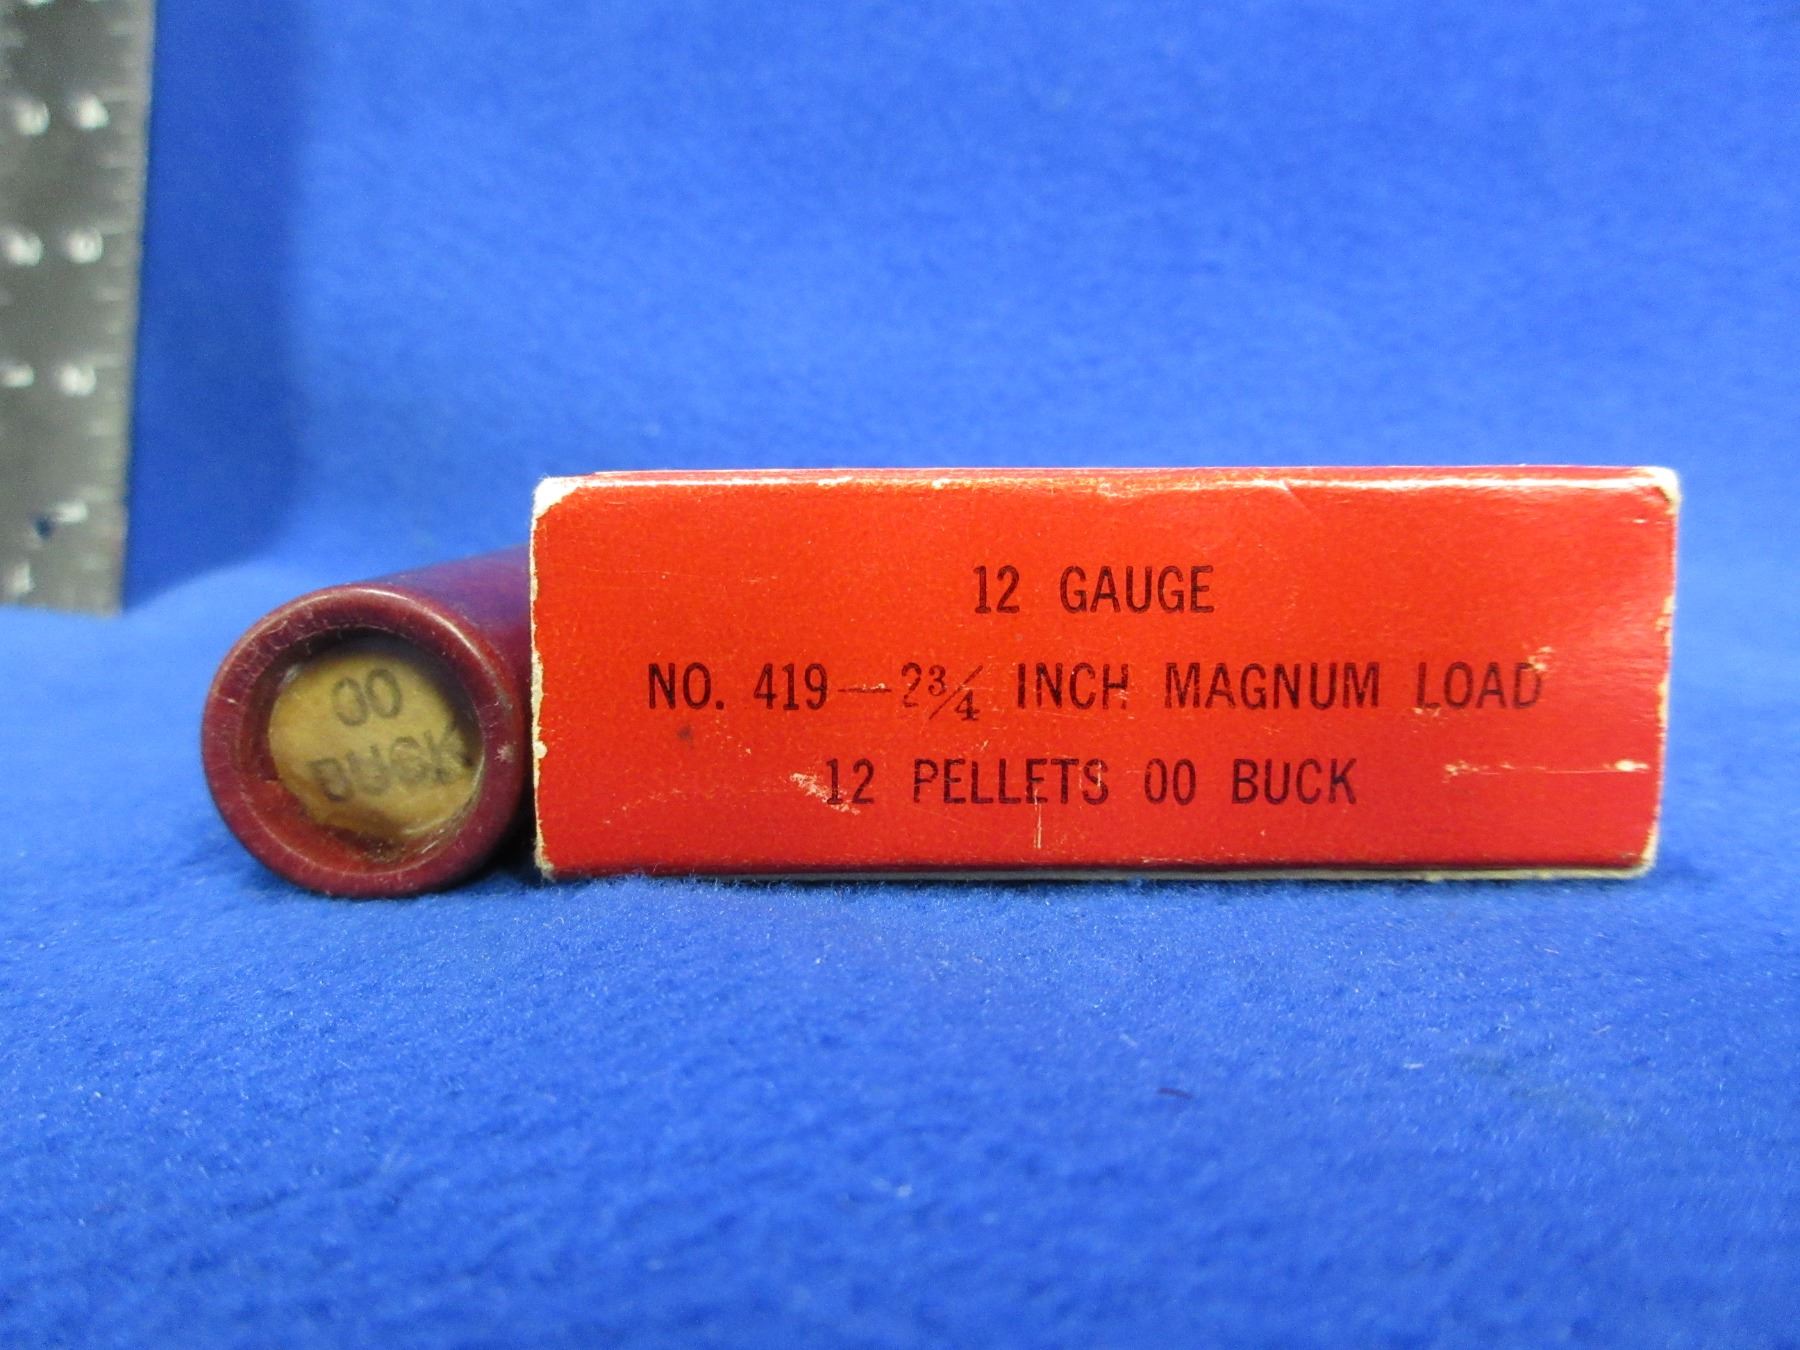 00
BUCK
12 GAUGE
NO. 419—2¾ INCH MAGNUM LOAD
12 PELLETS 00 BUCK